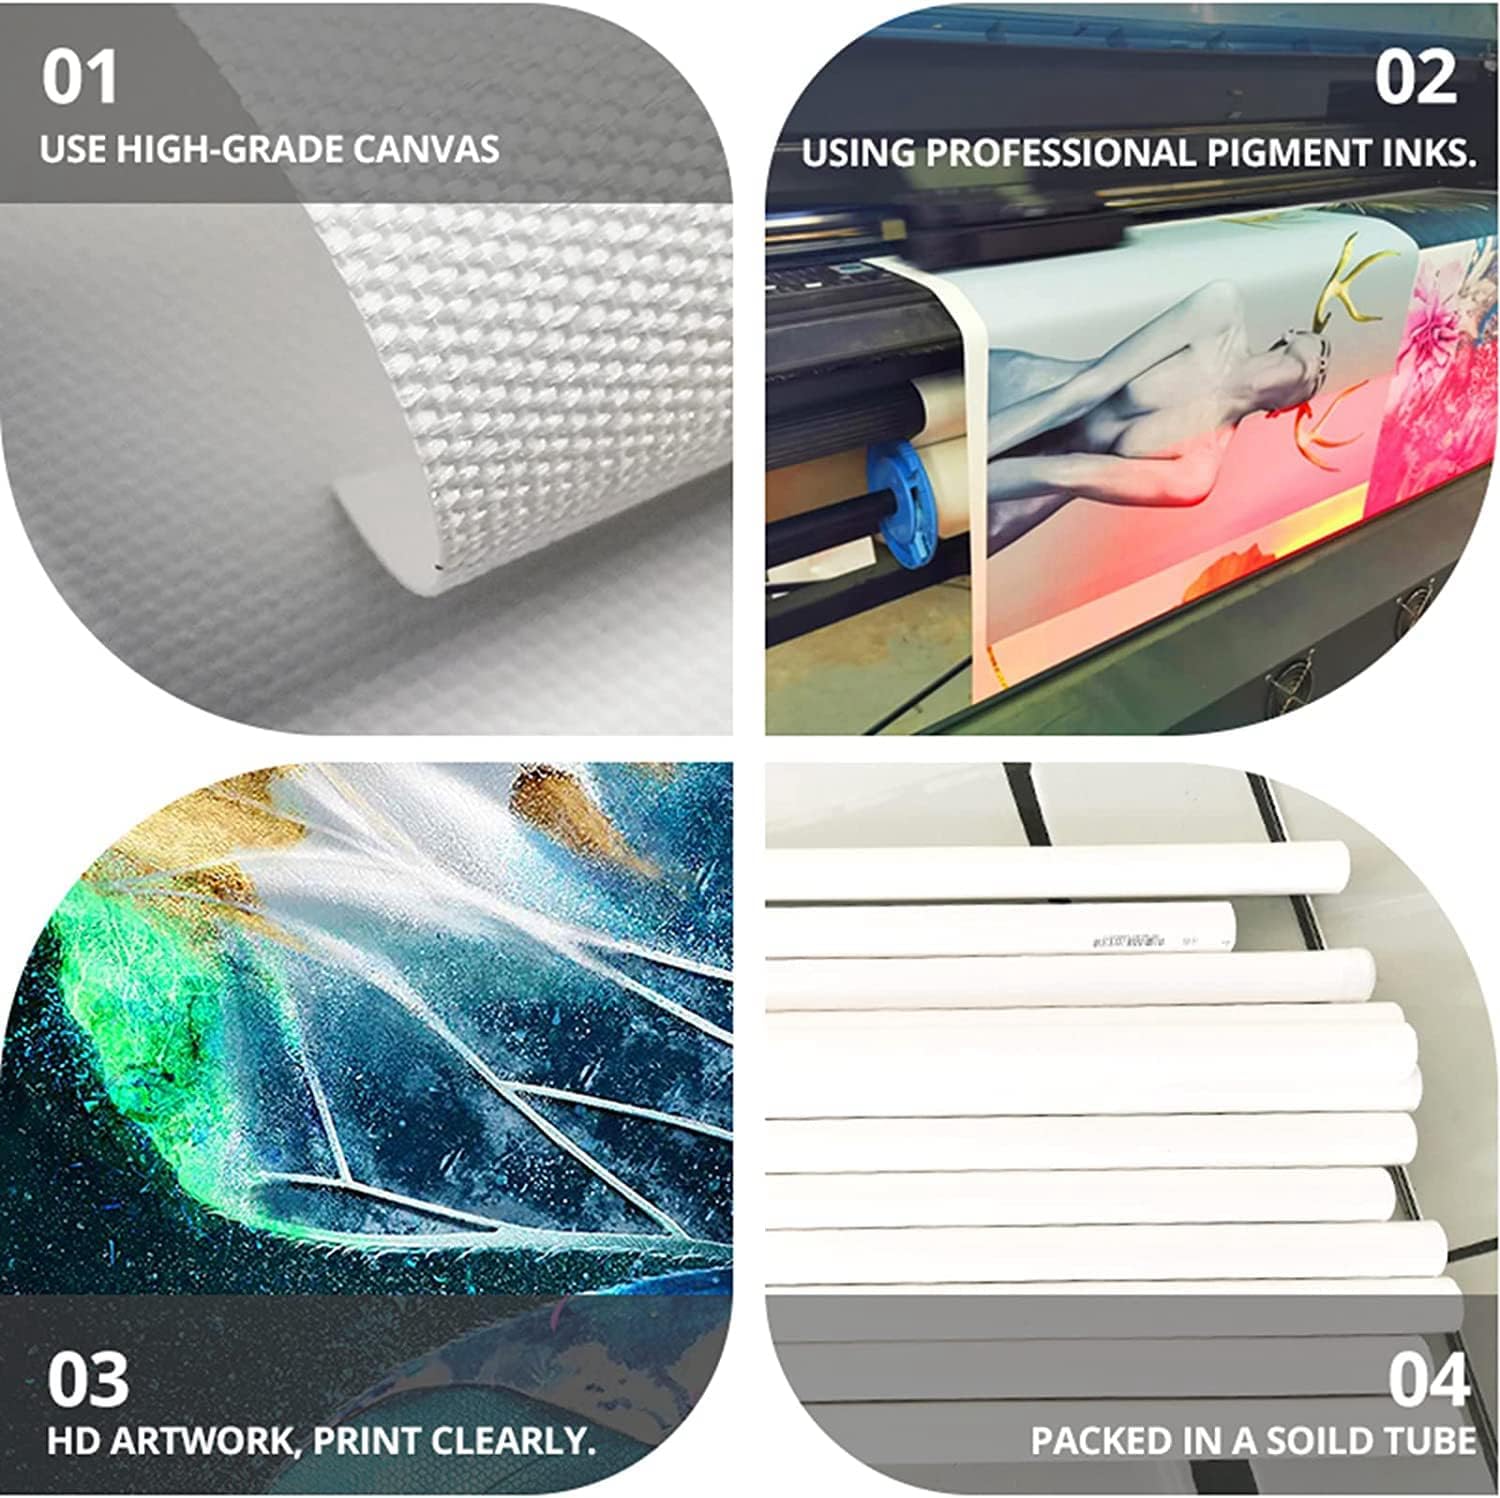 01
USE HIGH-GRADE CANVAS
02
USING PROFESSIONAL PIGMENT INKS.
03
HD ARTWORK, PRINT CLEARLY.
04
PACKED IN A SOILD TUBE